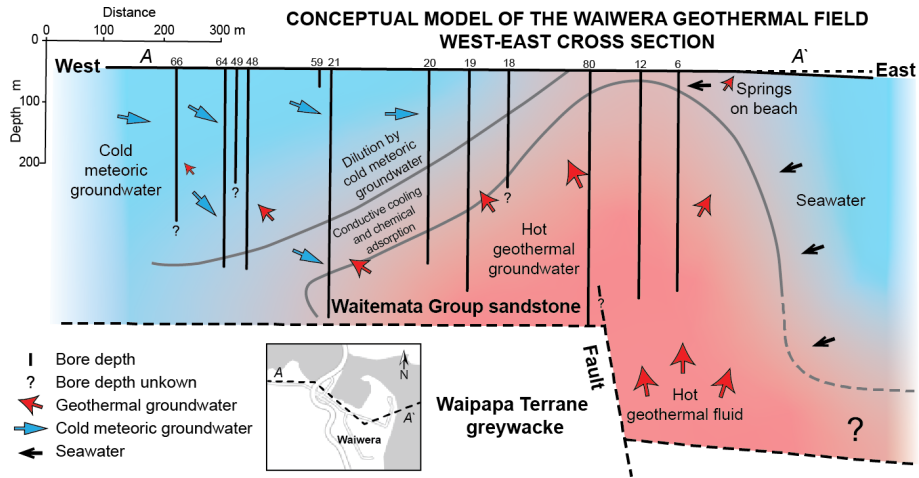 CONCEPTUAL MODEL OF THE WAIWERA GEOTHERMAL FIELD
WEST-EAST CROSS SECTION
Distance
0 100 200 300 m
0
100
200
Depth m
West
A
66
64
49
48
59
21
20
19
18
80
12
6
A`
East
Springs
on beach
Cold
meteoric
groundwater
?
?
?
Dilution by
cold meteoric
groundwater
Conductive cooling
and chemical
adsorption
Hot
geothermal
groundwater
Seawater
Waitemata Group sandstone
?
Fault
Waipapa Terrane
greywacke
Hot
geothermal fluid
?
Bore depth
? Bore depth unkown
Geothermal groundwater
Cold meteoric groundwater
Seawater
A
N
A`
Waiwera